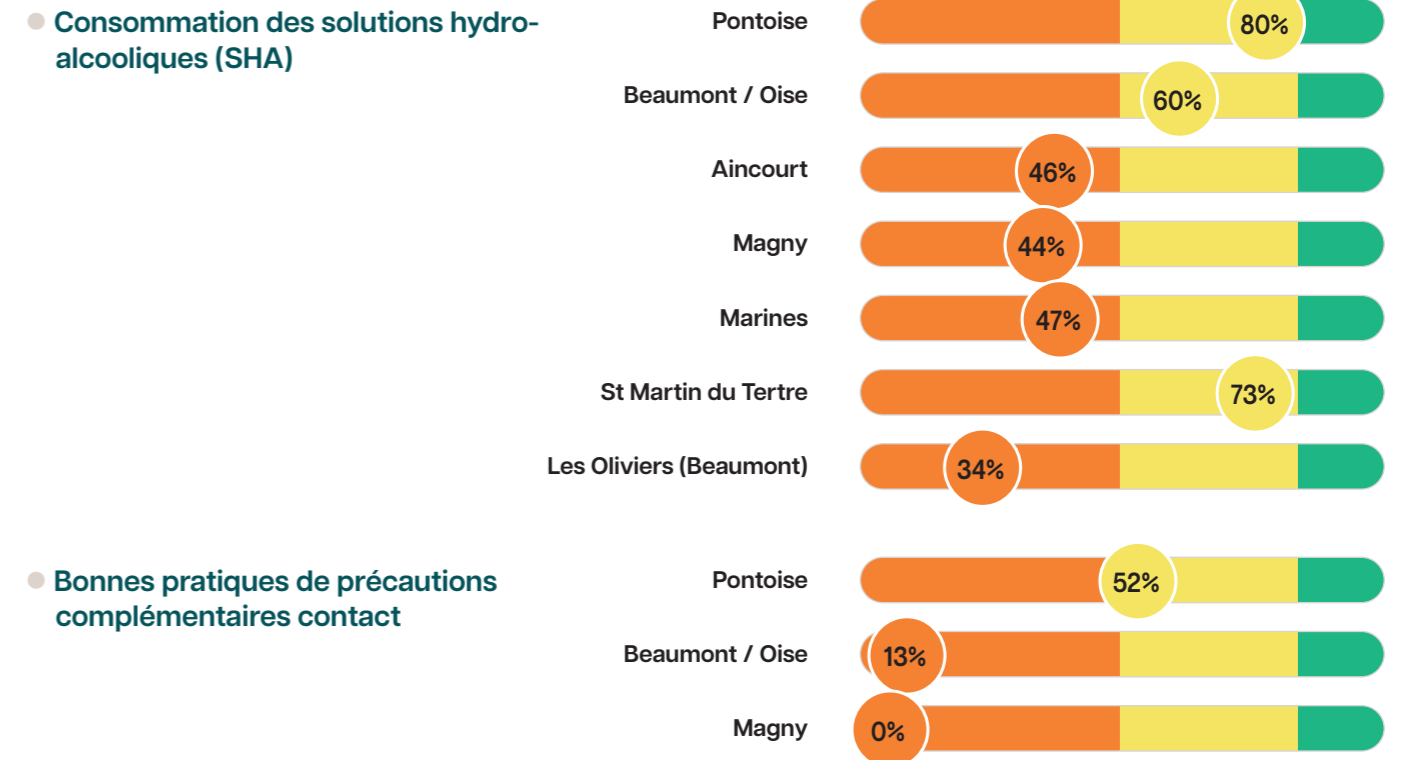 Consommation des solutions hydro-
alcooliques (SHA)
Pontoise
80%
Beaumont / Oise
60%
Aincourt
46%
Magny
44%
Marines
47%
St Martin du Tertre
73%
Les Oliviers (Beaumont)
34%
Bonnes pratiques de précautions
complémentaires contact
Pontoise
52%
Beaumont / Oise
13%
Magny
0%